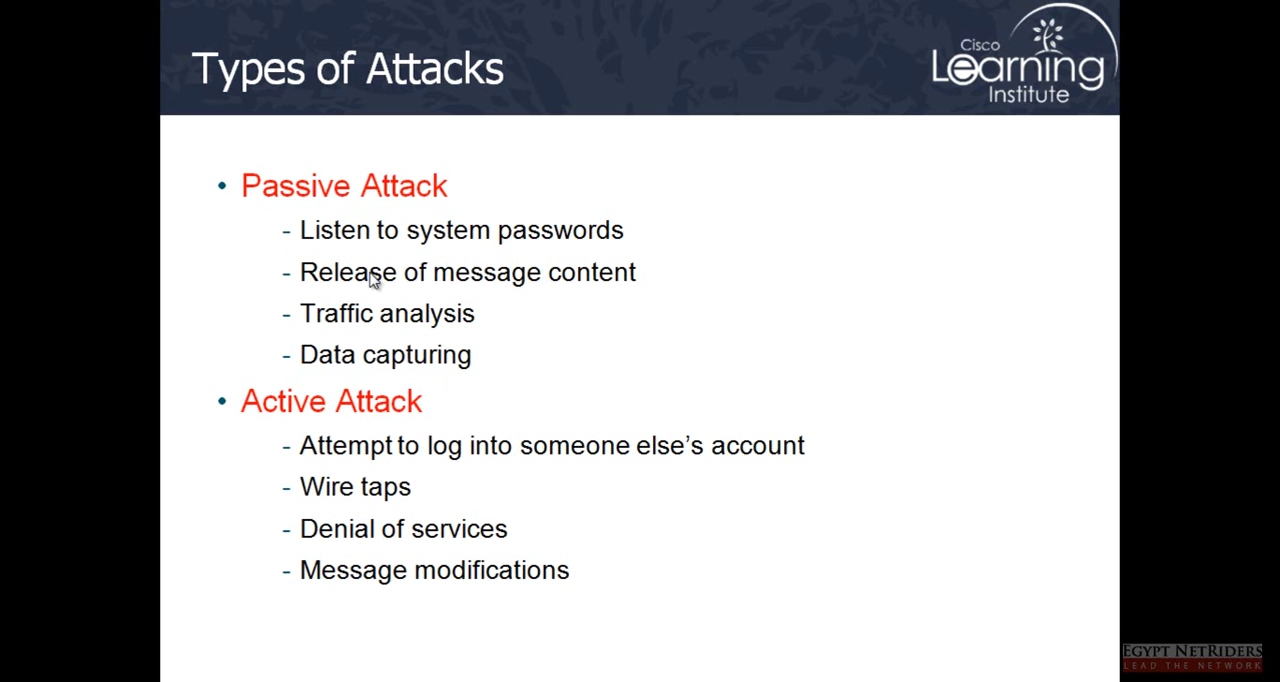 Types of Attacks
Cisco
Learning
Institute
• Passive Attack
- Listen to system passwords
- Release of message content
- Traffic analysis
- Data capturing
• Active Attack
- Attempt to log into someone else’s account
- Wire taps
- Denial of services
- Message modifications
EGYPT NETRIDERS
LEAD THE NETWORK